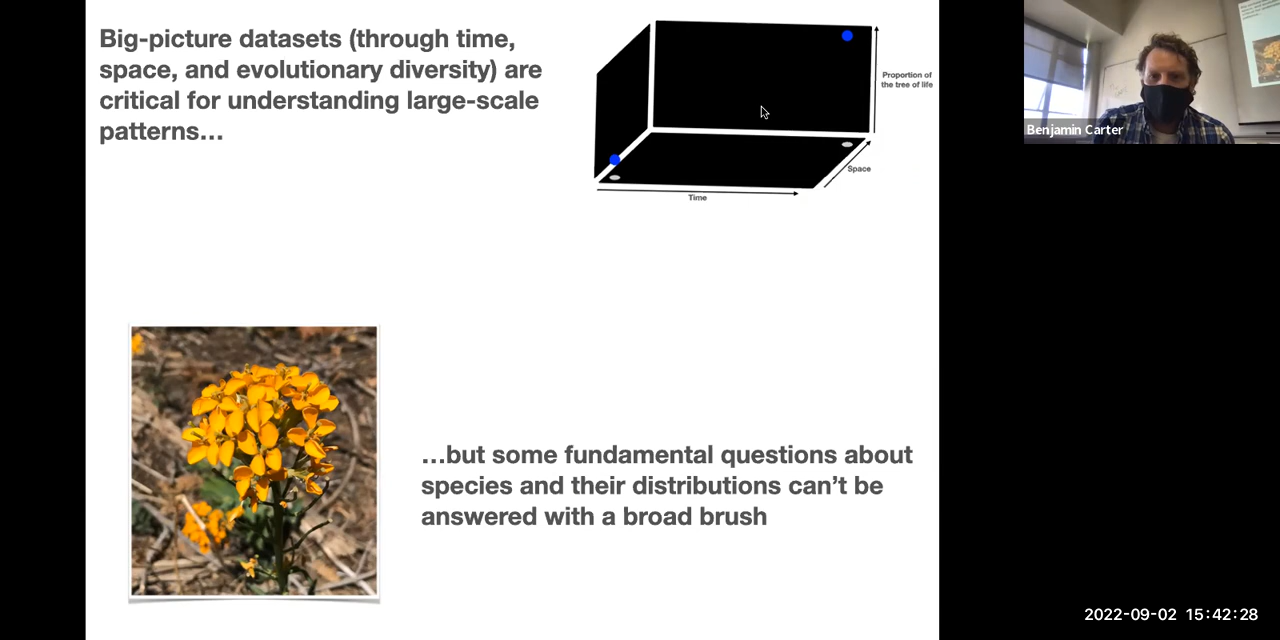 Big-picture datasets (through time,
space, and evolutionary diversity) are
critical for understanding large-scale
patterns…
Proportion of
the tree of life
Space
Time
Benjamin Carter
…but some fundamental questions about
species and their distributions can’t be
answered with a broad brush
2022-09-02 15:42:28